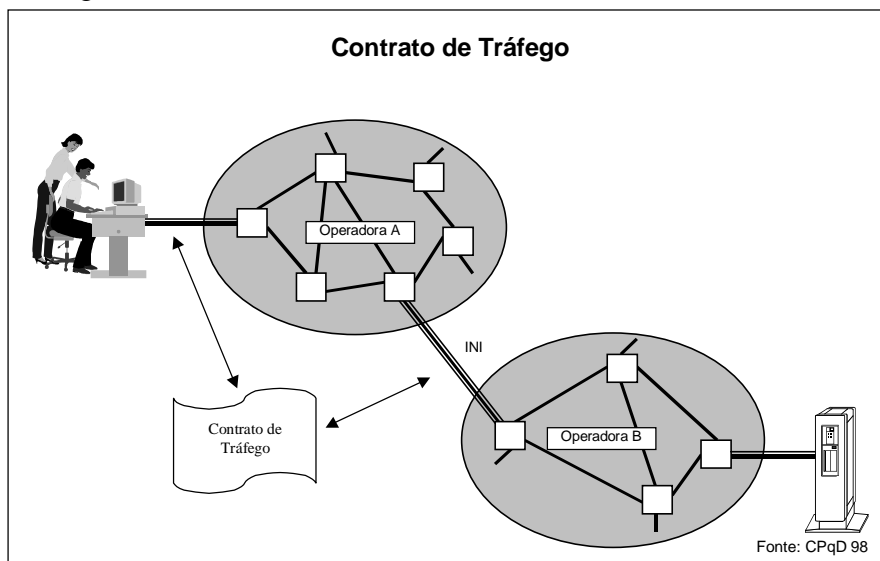 Contrato de Tráfego
Operadora A
INI
Contrato de
Tráfego
Operadora B
Fonte: CPqD 98